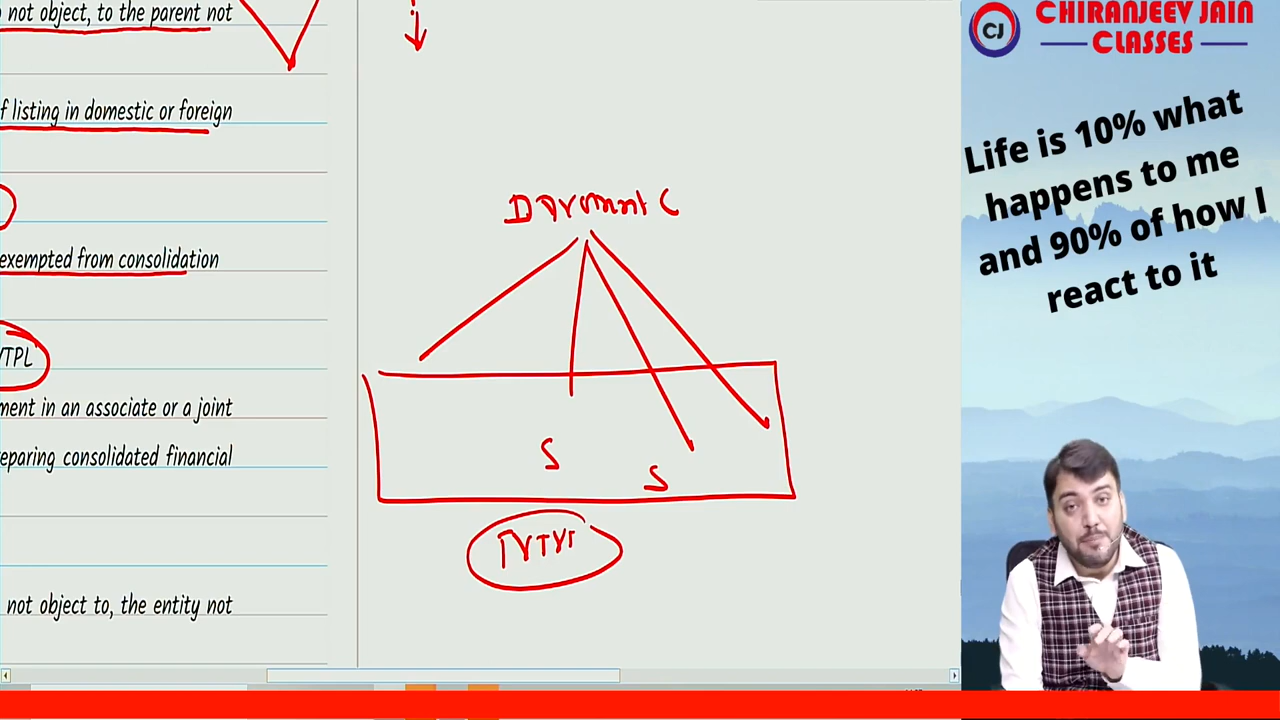 not object, to the parent not
f listing in domestic or foreign
exempted from consolidation
VTPL
ment in an associate or a joint
eparing consolidated financial
not object to, the entity not
S
S
CHIRANJEEV JAIN
CLASSES
CJ
Life is 10% what
happens to me
and 90% of how I
react to it